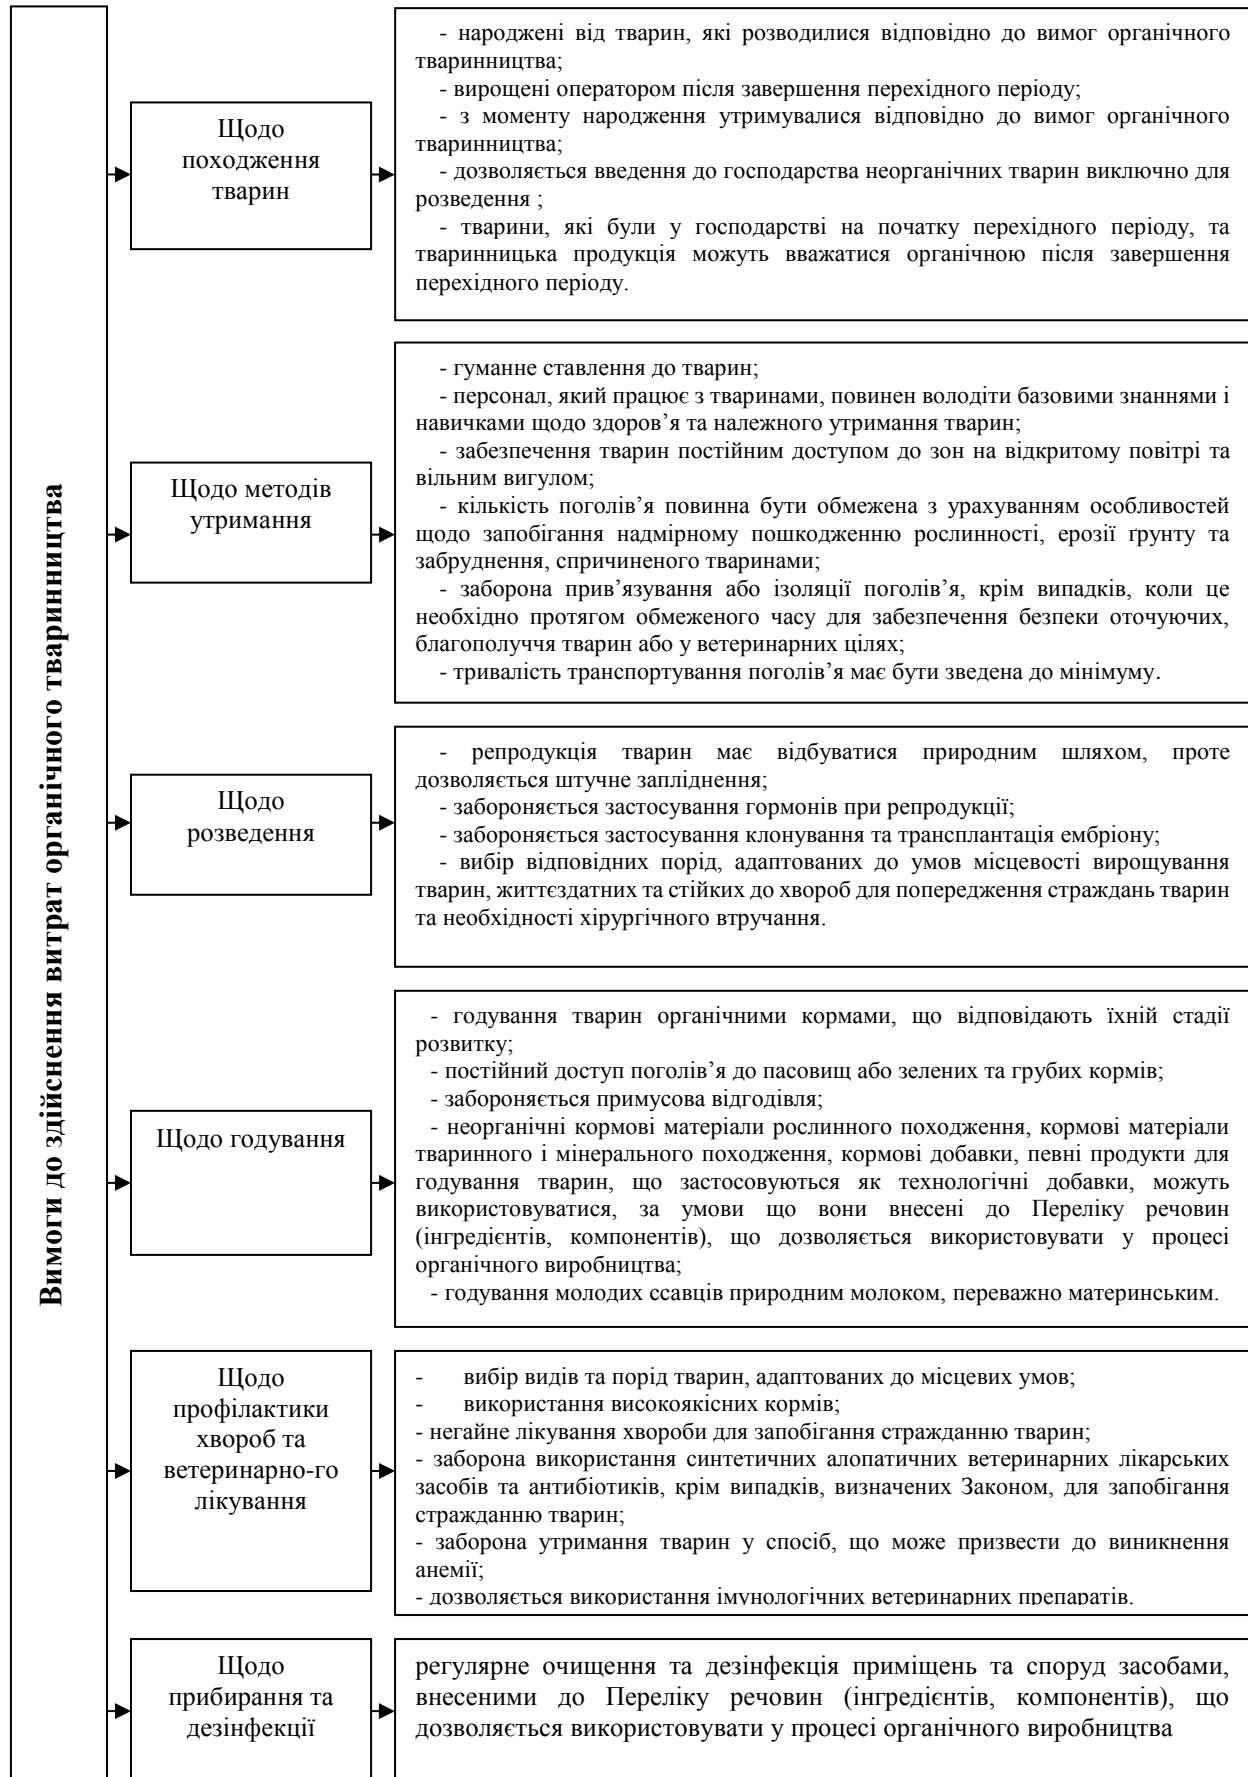 Вимоги до здійснення витрат органічного тваринництва
Щодо
походження
тварин
- народжені від тварин, які розводилися відповідно до вимог органічного
тваринництва;
- вирощені оператором після завершення перехідного періоду;
- з моменту народження утримувалися відповідно до вимог органічного
тваринництва;
- дозволяється введення до господарства неорганічних тварин виключно для
розведення ;
- тварини, які були у господарстві на початку перехідного періоду, та
тваринницька продукція можуть вважатися органічною після завершення
перехідного періоду.
Щодо методів
утримання
- гуманне ставлення до тварин;
- персонал, який працює з тваринами, повинен володіти базовими знаннями і
навичками щодо здоров’я та належного утримання тварин;
- забезпечення тварин постійним доступом до зон на відкритому повітрі та
вільним вигулом;
- кількість поголів’я повинна бути обмежена з урахуванням особливостей
щодо запобігання надмірному пошкодженню рослинності, ерозії ґрунту та
забруднення, спричиненого тваринами;
- заборона прив’язування або ізоляції поголів’я, крім випадків, коли це
необхідно протягом обмеженого часу для забезпечення безпеки оточуючих,
благополуччя тварин або у ветеринарних цілях;
- тривалість транспортування поголів’я має бути зведена до мінімуму.
Щодо
розведення
- репродукція тварин має відбуватися природним шляхом, проте
дозволяється штучне запліднення;
- забороняється застосування гормонів при репродукції;
- забороняється застосування клонування та трансплантація ембріону;
- вибір відповідних порід, адаптованих до умов місцевості вирощування
тварин, життєздатних та стійких до хвороб для попередження страждань тварин
та необхідності хірургічного втручання.
Щодо годування
- годування тварин органічними кормами, що відповідають їхній стадії
розвитку;
- постійний доступ поголів’я до пасовищ або зелених та грубих кормів;
- забороняється примусова відгодівля;
- неорганічні кормові матеріали рослинного походження, кормові матеріали
тваринного і мінерального походження, кормові добавки, певні продукти для
годування тварин, що застосовуються як технологічні добавки, можуть
використовуватися, за умови що вони внесені до Переліку речовин
(інгредієнтів, компонентів), що дозволяється використовувати у процесі
органічного виробництва;
- годування молодих ссавців природним молоком, переважно материнським.
Щодо
профілактики
хвороб та
ветеринарно-го
лікування
- вибір видів та порід тварин, адаптованих до місцевих умов;
- використання високоякісних кормів;
- негайне лікування хвороби для запобігання стражданню тварин;
- заборона використання синтетичних алопатичних ветеринарних лікарських
засобів та антибіотиків, крім випадків, визначених Законом, для запобігання
стражданню тварин;
- заборона утримання тварин у спосіб, що може призвести до виникнення
анемії;
- дозволяється використання імунологічних ветеринарних препаратів.
Щодо
прибирання та
дезінфекції
регулярне очищення та дезінфекція приміщень та споруд засобами,
внесеними до Переліку речовин (інгредієнтів, компонентів), що
дозволяється використовувати у процесі органічного виробництва